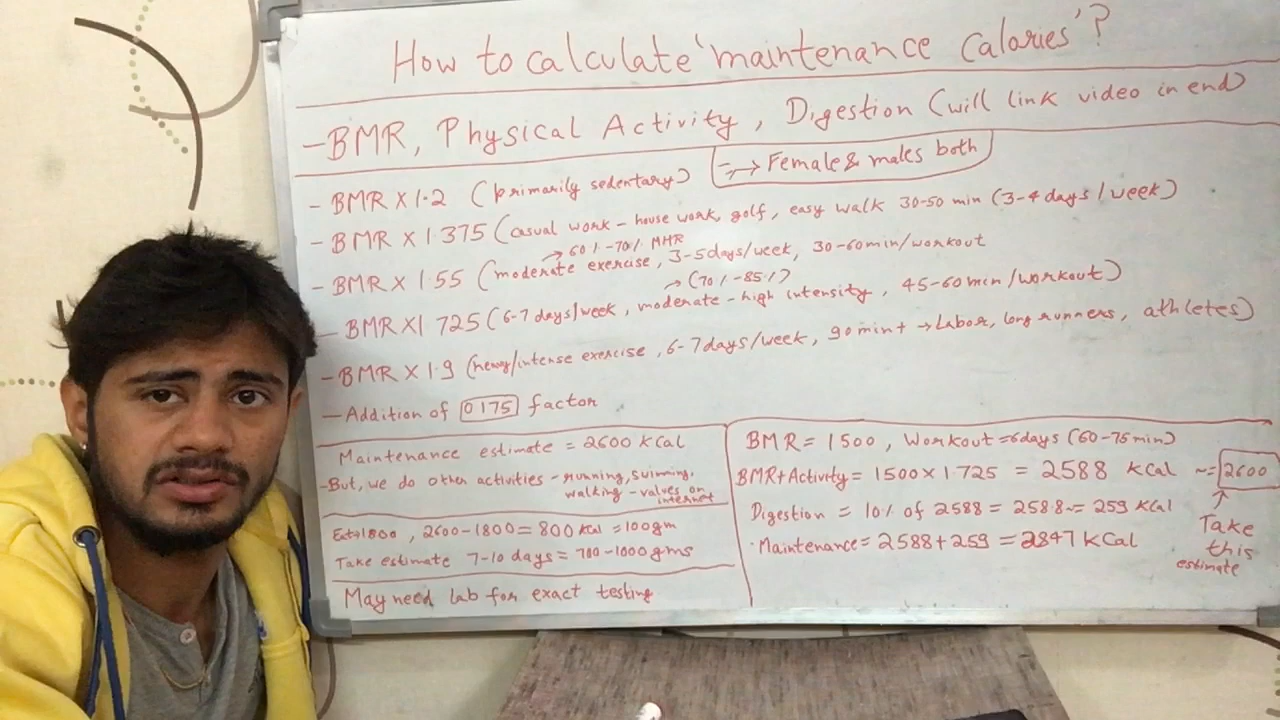 How to calculate 'maintenance Calories'?
- BMR, Physical Activity, Digestion (will link video in end)
=> → Female & males both
- BMR X 1.2 (primarily sedentary)
- BMR X 1.375 (casual work - house work, golf, easy walk 30-50 min (3-4 days/week)
→ 60% - 70% MHR
- BMR X 1.55 (moderate exercise, 3-5 days/week, 30-60min/workout
→ (70% - 85%)
- BMR X1 725 (6-7 days/week, moderate - high intensity, 45-60 min/workout)
- BMR X 1.9 (heavy/intense exercise, 6-7 days/week, 90 mint → Labor, long runners, athletes)
- Addition of 0 175 factor
Maintenance estimate = 2600 kcal
- But, we do other activities - running, swimming.
walking - values on
internet
Eat→1800, 2600-1800 = 800 kcal = 100gm
Take estimate 7-10 days = 700-1000 gms
May need lab for exact testing
BMR = 1500, Workout = 6days (60-75min)
BMR+Activity = 1500 X 1.725 = 2588 kcal ~= 2600
Digestion = 10% of 2588 = 258.8 ~= 259 Kcal
Maintenance = 2588 + 259 = 2847 kcal
↑
Take
this
estimate